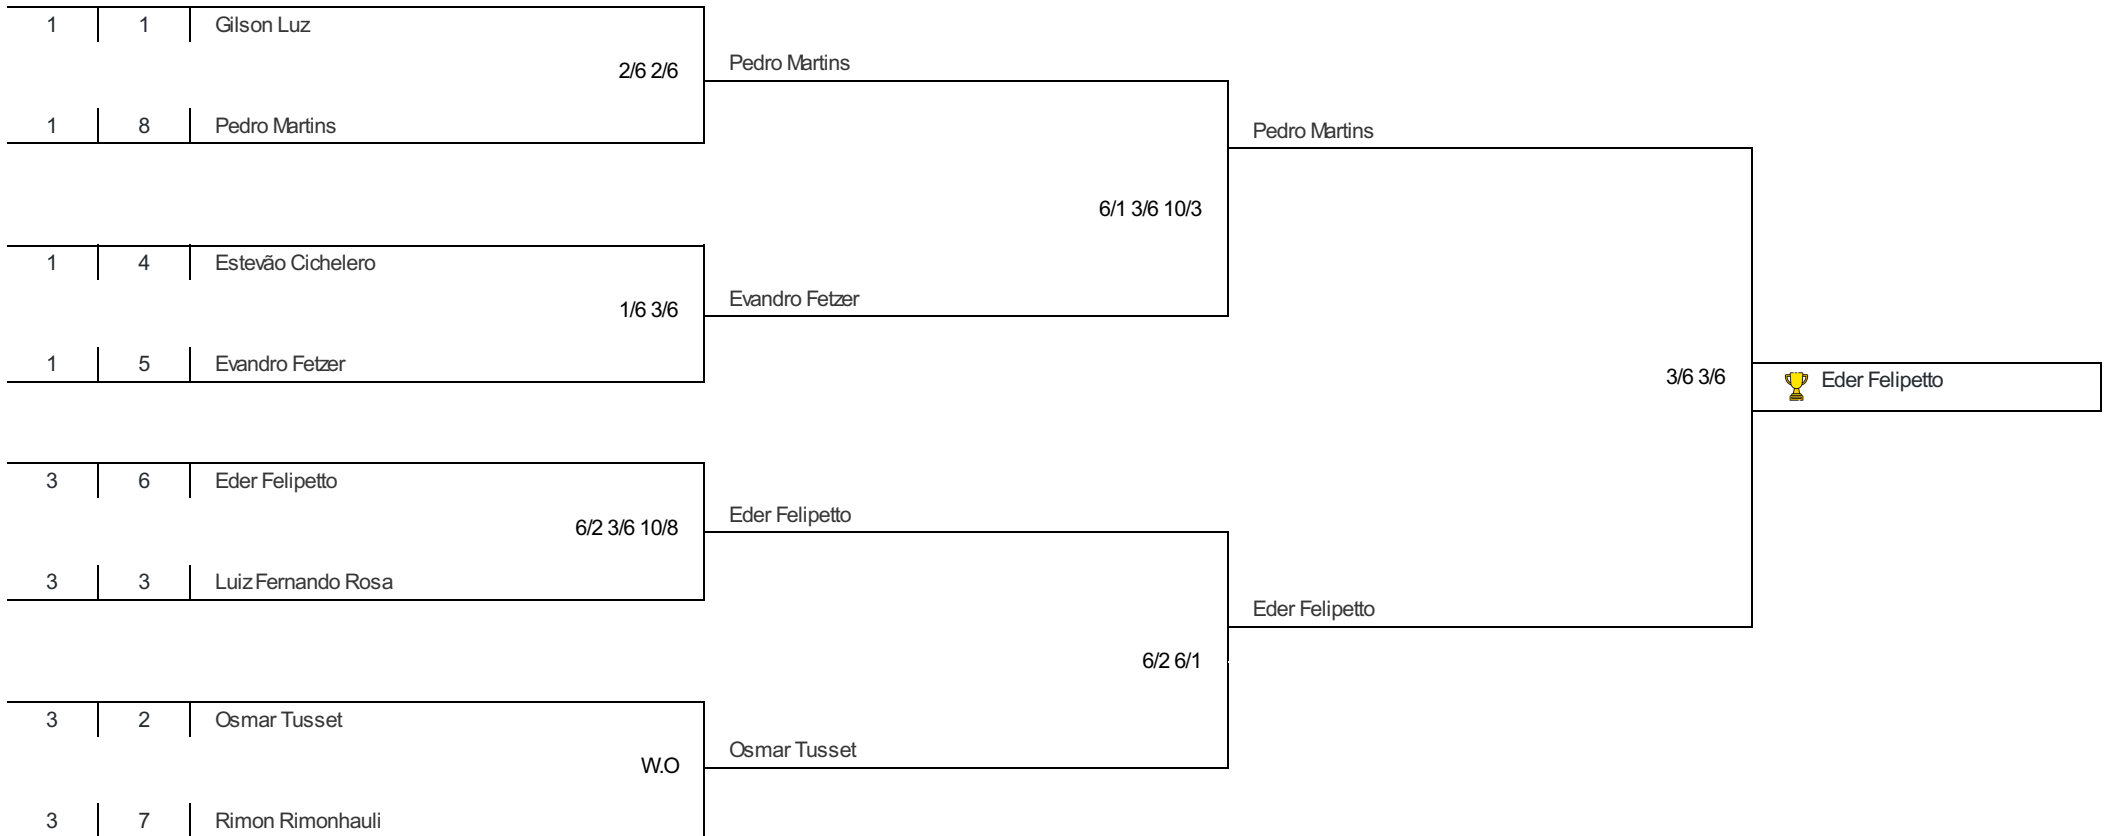 1 1 Gilson Luz
2/6 2/6
Pedro Martins
1 8 Pedro Martins
Pedro Martins
6/1 3/6 10/3
1 4 Estevão Cichelero
1/6 3/6
Evandro Fetzer
1 5 Evandro Fetzer
3/6 3/6
Eder Felipetto
3 6 Eder Felipetto
6/2 3/6 10/8
Eder Felipetto
3 3 Luiz Fernando Rosa
Eder Felipetto
6/2 6/1
3 2 Osmar Tusset
W.O
Osmar Tusset
3 7 Rimon Rimonhauli